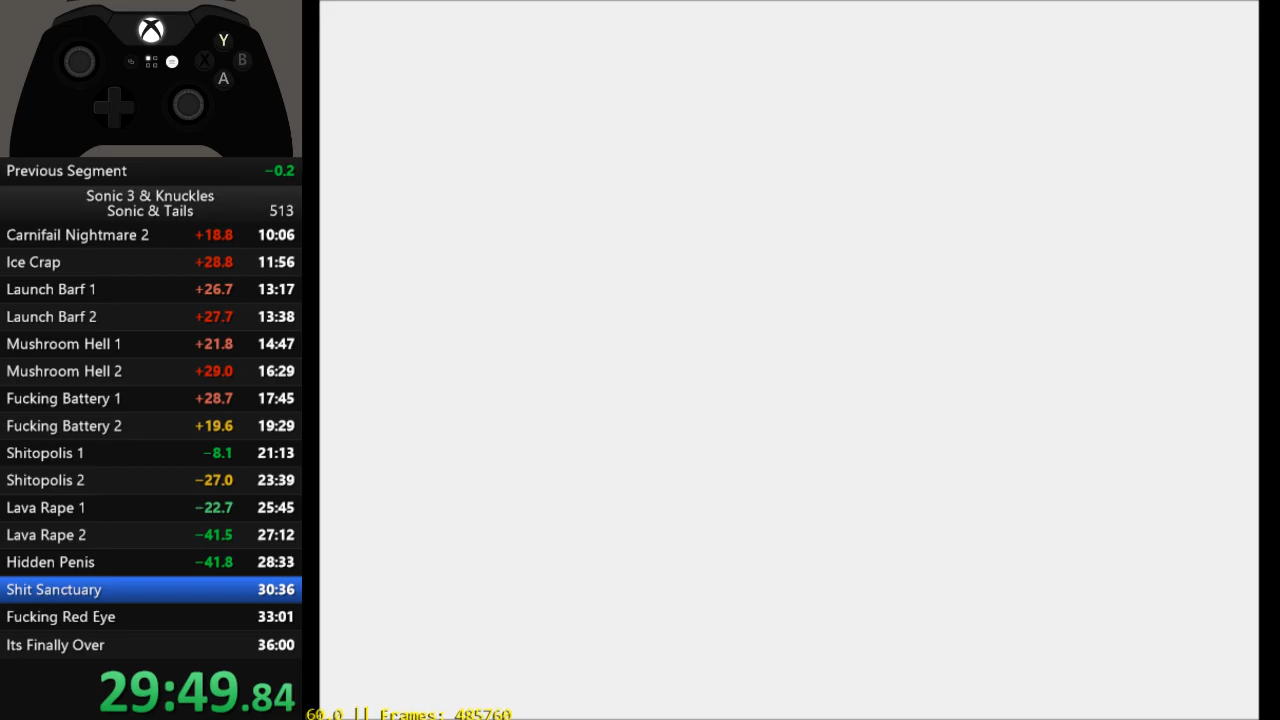 Y
X B
A
Previous Segment -0.2
Sonic 3 & Knuckles
Sonic & Tails 513
Carnifail Nightmare 2 +18.8 10:06
Ice Crap +28.8 11:56
Launch Barf 1 +26.7 13:17
Launch Barf 2 +27.7 13:38
Mushroom Hell 1 +21.8 14:47
Mushroom Hell 2 +29.0 16:29
Fucking Battery 1 +28.7 17:45
Fucking Battery 2 +19.6 19:29
Shitopolis 1 -8.1 21:13
Shitopolis 2 -27.0 23:39
Lava Rape 1 -22.7 25:45
Lava Rape 2 -41.5 27:12
Hidden Penis -41.8 28:33
Shit Sanctuary 30:36
Fucking Red Eye 33:01
Its Finally Over 36:00
29:49.84
60.0 || Frames: 485760